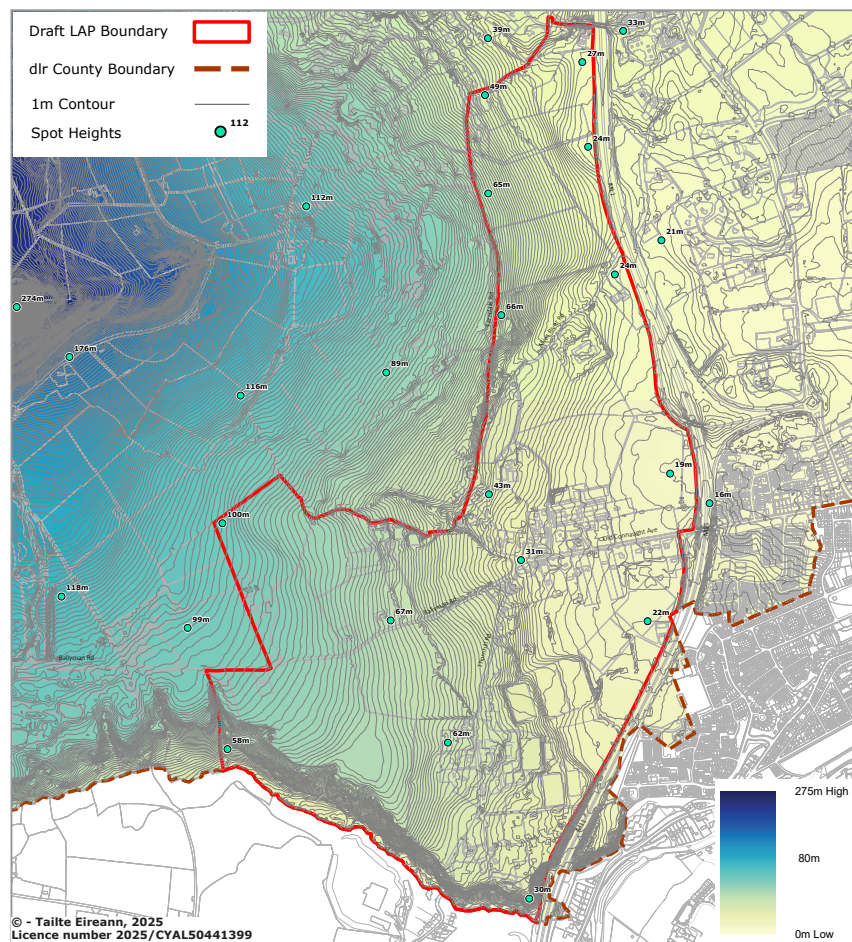 Draft LAP Boundary
dlr County Boundary
1m Contour
Spot Heights
112
39m
33m
27m
49m
24m
65m
112m
21m
24m
274m
66m
176m
89m
116m
19m
43m
16m
100m
Old Connaught Ave
31m
118m
Ballyman Rd
67m
22m
99m
Ballyman Rd
62m
58m
275m High
80m
30m
0m Low
© - Tailte Eireann, 2025
Licence number 2025/CYAL50441399